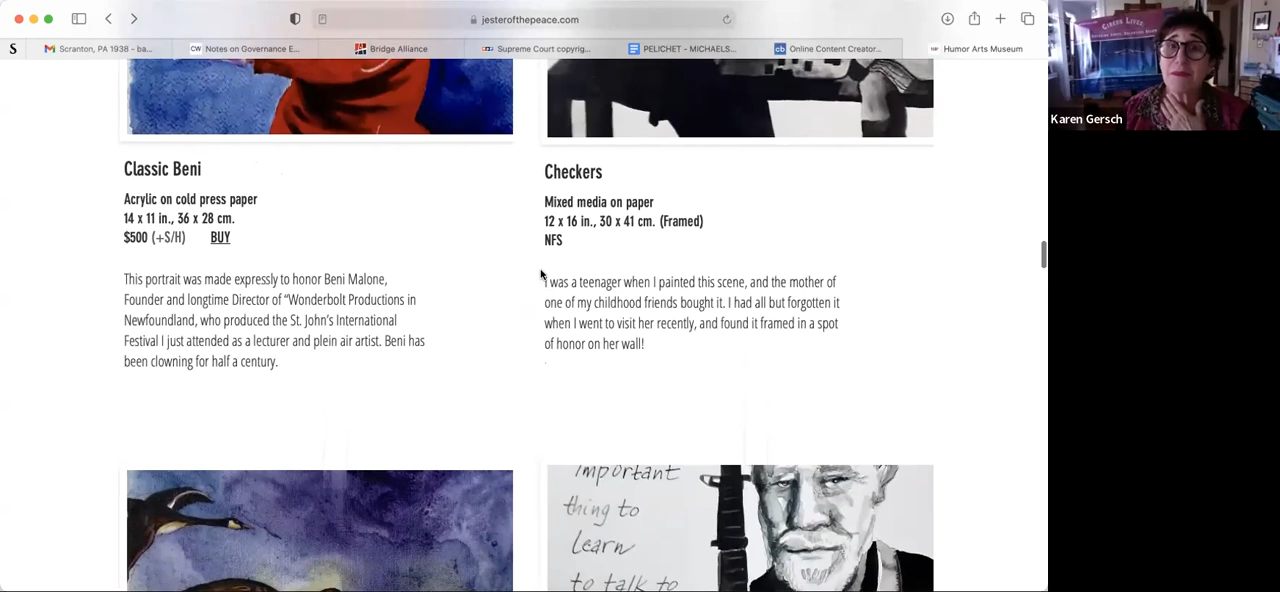 jesterofthepeace.com
S
Scranton, PA 1938 - ba...
CW Notes on Governance E...
Bridge Alliance
Supreme Court copyrig...
PELICHET - MICHAELS...
cb Online Content Creator...
Humor Arts Museum
CIRCUS LIVES
Karen Gersch
Classic Beni
Acrylic on cold press paper
14 x 11 in., 36 x 28 cm.
$500 (+S/H) BUY
This portrait was made expressly to honor Beni Malone,
Founder and longtime Director of “Wonderbolt Productions in
Newfoundland, who produced the St. John’s International
Festival I just attended as a lecturer and plein air artist. Beni has
been clowning for half a century.
Checkers
Mixed media on paper
12 x 16 in., 30 x 41 cm. (Framed)
NFS
I was a teenager when I painted this scene, and the mother of
one of my childhood friends bought it. I had all but forgotten it
when I went to visit her recently, and found it framed in a spot
of honor on her wall!
.
important
thing to
learn
to talk to